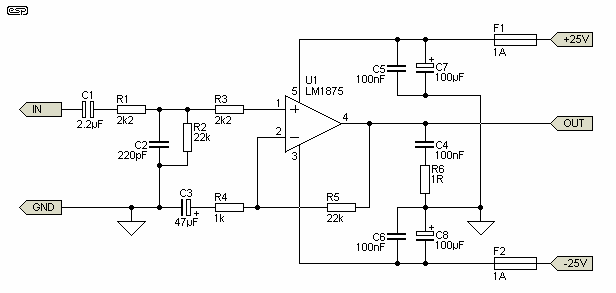 esp
F1
+25V
1A
C5
100nF
C7
+
100µF
U1
LM1875
5
IN
C1
2.2µF
R1
2k2
R3
2k2
1
+
4
OUT
C2
220pF
R2
22k
2
−
3
C4
100nF
R6
1R
GND
C3
+
47µF
R4
1k
R5
22k
C6
100nF
+
C8
100µF
F2
-25V
1A